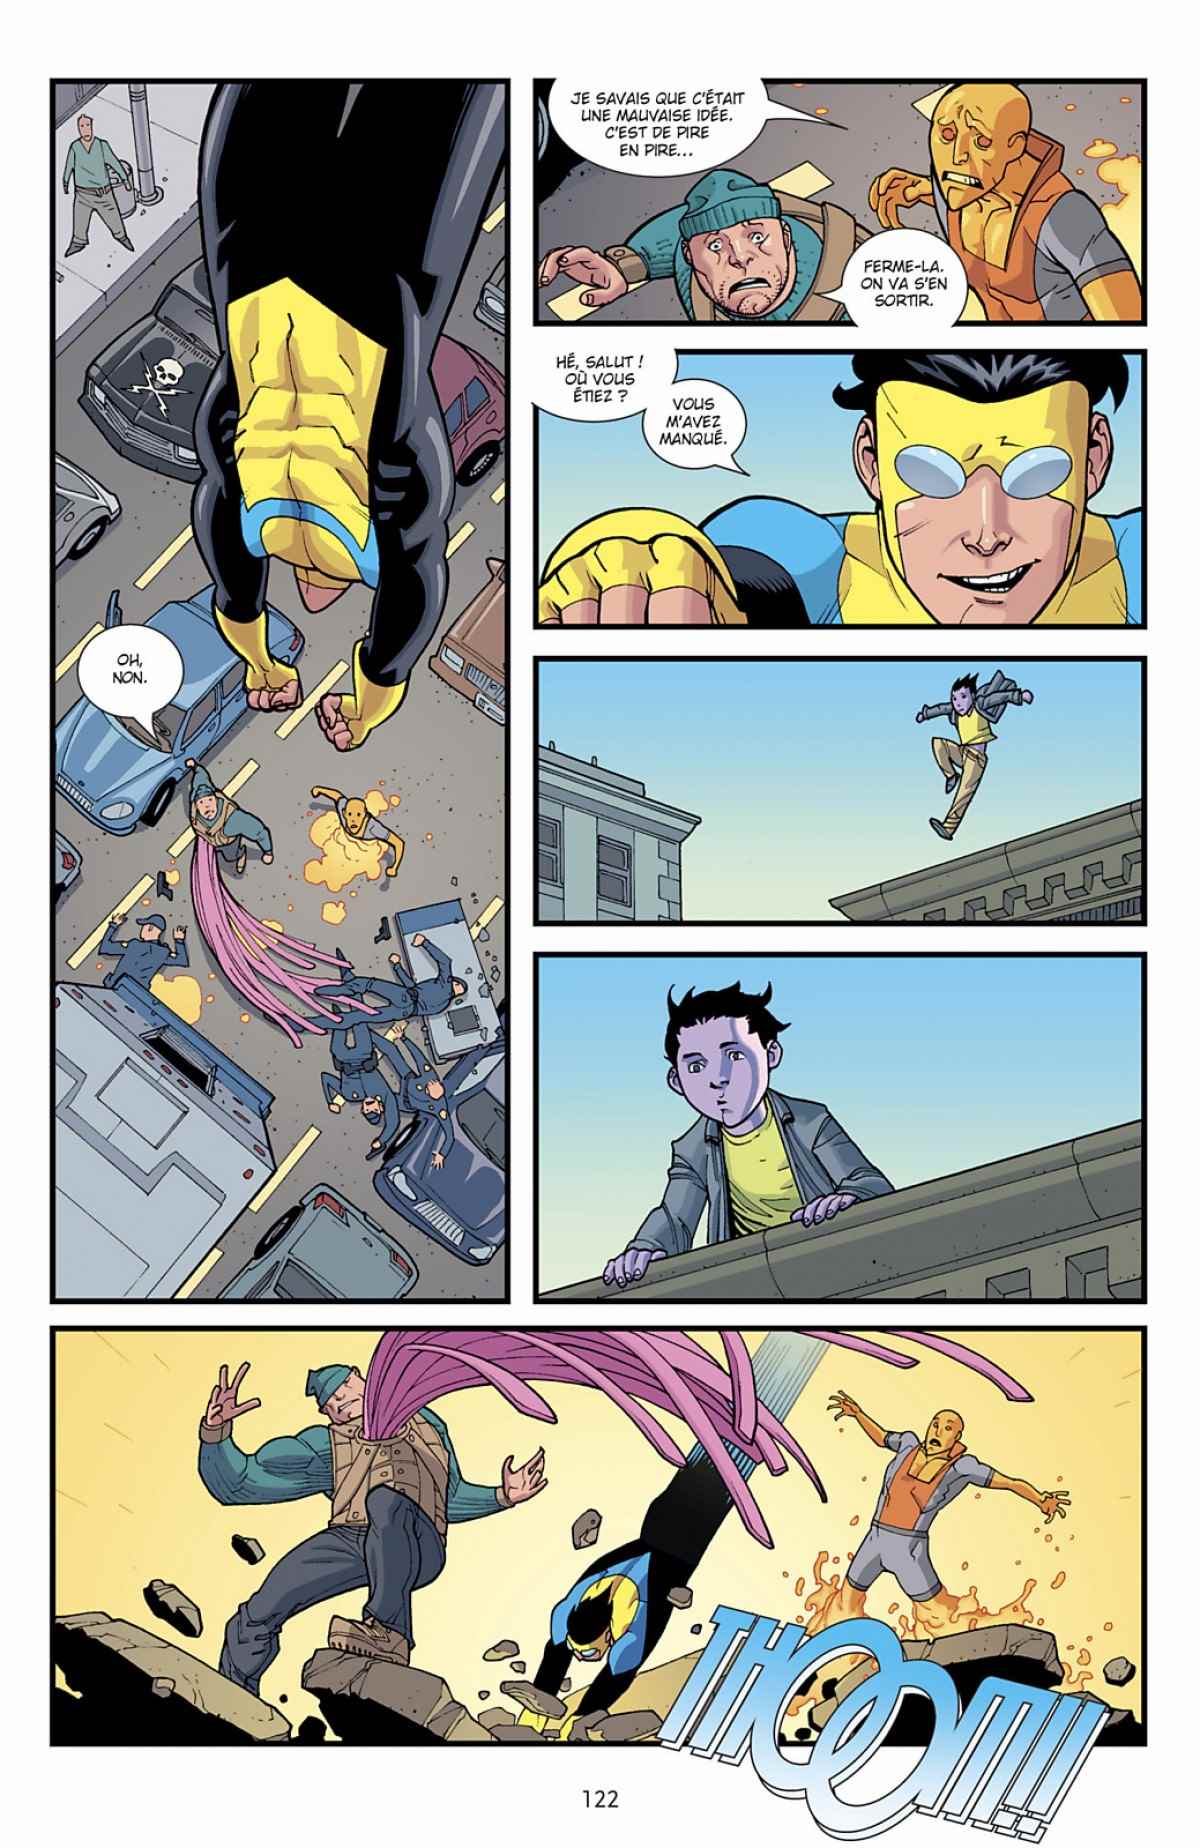 OH,
NON.
JE SAVAIS QUE C'ÉTAIT
UNE MAUVAISE IDÉE.
C'EST DE PIRE
EN PIRE...
FERME-LA.
ON VA S'EN
SORTIR.
HÉ, SALUT !
OÙ VOUS
ÉTIEZ ?
VOUS
M'AVEZ
MANQUÉ.
THOOOM!!
122